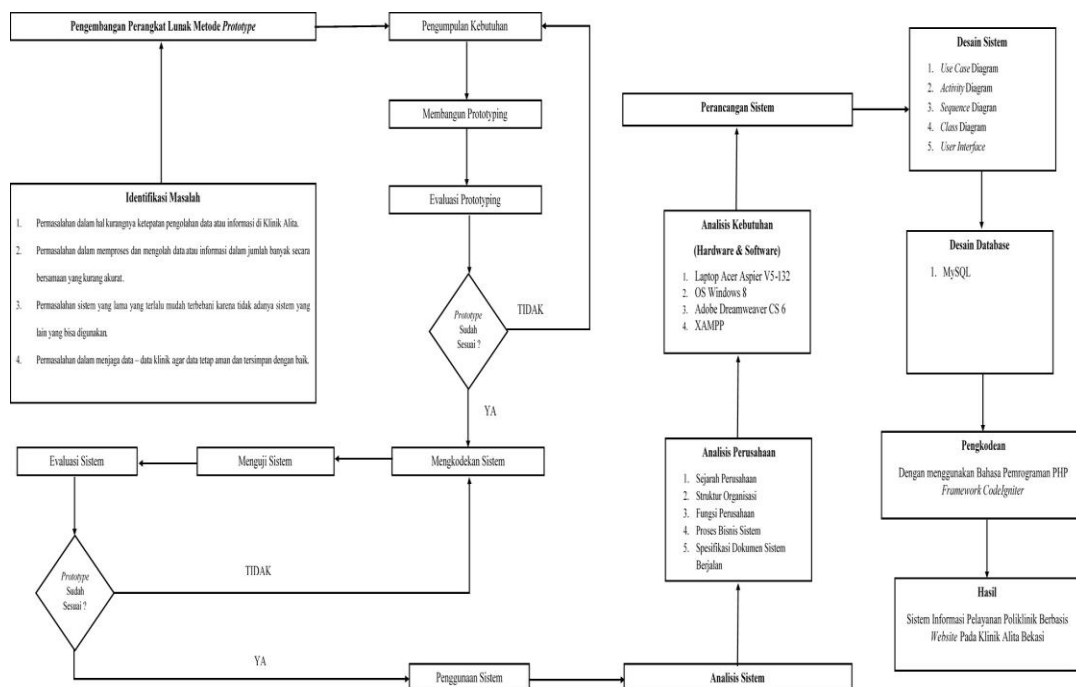 Pengembangan Perangkat Lunak Metode Prototype
Pengumpulan Kebutuhan
Membangun Prototyping
Evaluasi Prototyping
Prototype
Sudah
Sesuai ?
TIDAK
YA
Identifikasi Masalah
1. Permasalahan dalam hal kurangnya ketepatan pengolahan data atau informasi di Klinik Alita.
2. Permasalahan dalam memproses dan mengolah data atau informasi dalam jumlah banyak secara
bersamaan yang kurang akurat.
3. Permasalahan sistem yang lama yang terlalu mudah terbebani karena tidak adanya sistem yang
lain yang bisa digunakan.
4. Permasalahan dalam menjaga data – data klinik agar data tetap aman dan tersimpan dengan baik.
Evaluasi Sistem
Menguji Sistem
Mengkodekan Sistem
Prototype
Sudah
Sesuai ?
TIDAK
YA
Penggunaan Sistem
Analisis Sistem
Analisis Perusahaan
1. Sejarah Perusahaan
2. Struktur Organisasi
3. Fungsi Perusahaan
4. Proses Bisnis Sistem
5. Spesifikasi Dokumen Sistem
Berjalan
Analisis Kebutuhan
(Hardware & Software)
1. Laptop Acer Aspier V5-132
2. OS Windows 8
3. Adobe Dreamweaver CS 6
4. XAMPP
Perancangan Sistem
Desain Sistem
1. Use Case Diagram
2. Activity Diagram
3. Sequence Diagran
4. Class Diagram
5. User Interface
Desain Database
1. MySQL
Pengkodean
Dengan menggunakan Bahasa Pemrograman PHP
Framework CodeIgniter
Hasil
Sistem Informasi Pelayanan Poliklinik Berbasis
Website Pada Klinik Alita Bekasi